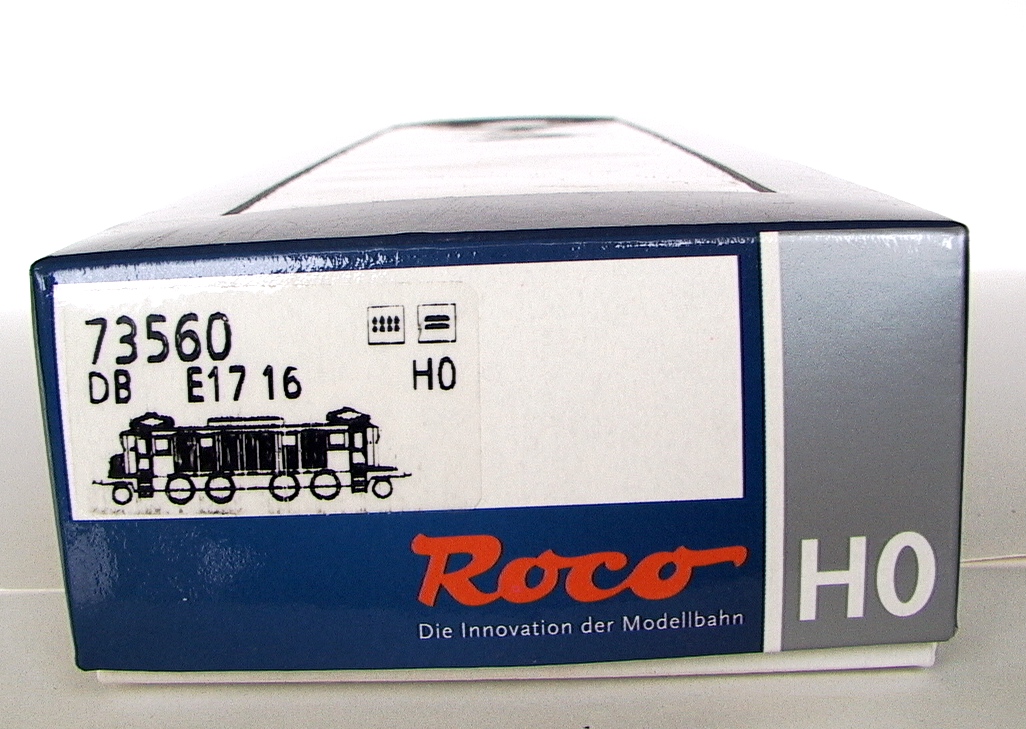 73560
DB E17 16 H0
Roco
Die Innovation der Modellbahn
H0